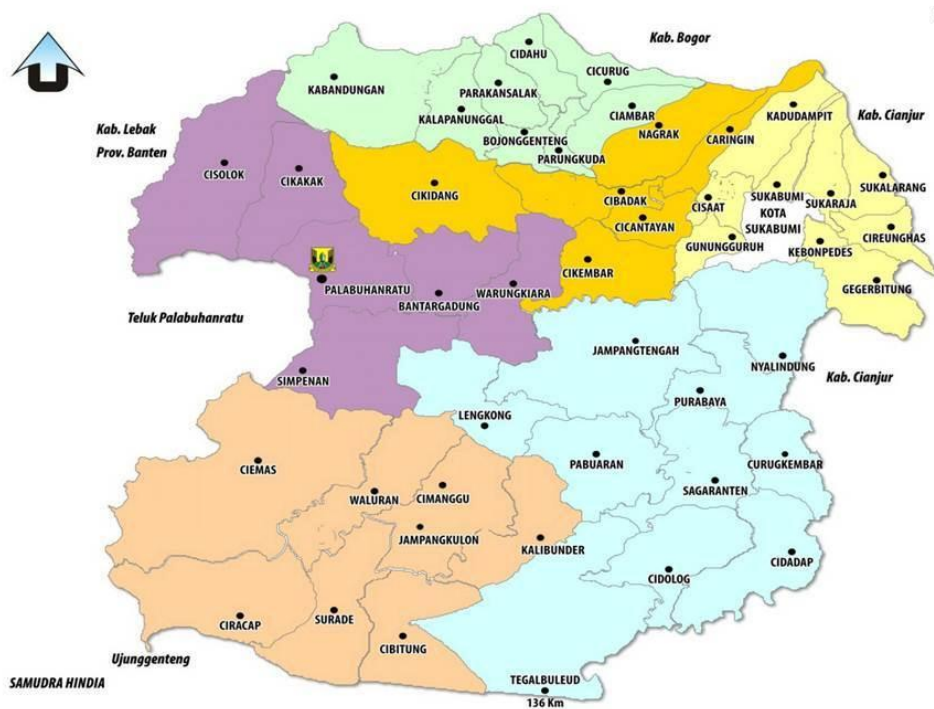 Kab. Bogor
CIDAHU
KABANDUNGAN
PARAKANSALAK
CICURUG
KALAPANUNGGAL
CIAMBAR
KADUDAMPIT
Kab. Cianjur
NAGRAK
CARINGIN
BOJONGGENTENG
PARUNGKUDA
Kab. Lebak
Prov. Banten
CISOLOK
CIKAKAK
CIKIDANG
CIBADAK
CISAAT
SUKABUMI
SUKALARANG
SUKARAJA
KOTA
SUKABUMI
CICANTAYAN
GUNUNGGURUH
CIREUNGHAS
KEBONPEDES
CIKEMBAR
GEGERBITUNG
PALABUHANRATU
BANTARGADUNG
WARUNGKIARA
Teluk Palabuhanratu
JAMPANGTENGAH
NYALINDUNG
SIMPENAN
Kab. Cianjur
PURABAYA
LENGKONG
CIEMAS
PABUARAN
CURUGKEMBAR
SAGARANTEN
WALURAN
CIMANGGU
JAMPANGKULON
KALIBUNDER
CIDADAP
CIDOLOG
CIRACAP
SURADE
CIBITUNG
Ujunggenteng
SAMUDRA HINDIA
TEGALBULEUD
136 Km